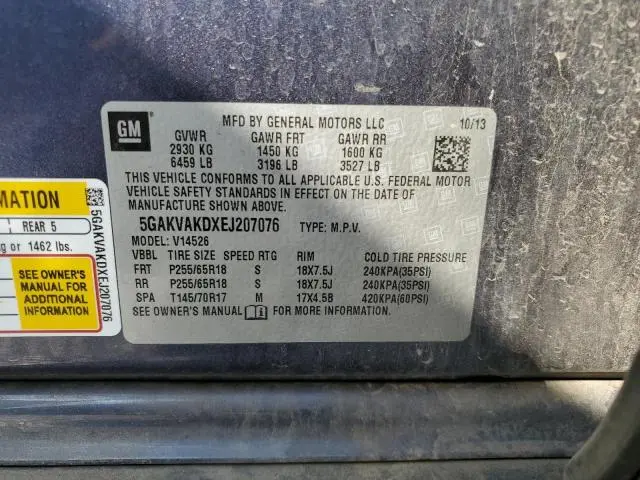 GM
MFD BY GENERAL MOTORS LLC 10/13
GVWR GAWR FRT GAWR RR
2930 KG 1450 KG 1600 KG
6459 LB 3196 LB 3527 LB
THIS VEHICLE CONFORMS TO ALL APPLICABLE U.S. FEDERAL MOTOR
VEHICLE SAFETY STANDARDS IN EFFECT ON THE DATE OF
MANUFACTURE SHOWN ABOVE.
5GAKVAKDXEJ207076 TYPE: M.P.V.
MODEL: V14526
VBBL TIRE SIZE SPEED RTG RIM COLD TIRE PRESSURE
FRT P255/65R18 S 18X7.5J 240KPA(35PSI)
RR P255/65R18 S 18X7.5J 240KPA(35PSI)
SPA T145/70R17 M 17X4.5B 420KPA(60PSI)
SEE OWNER'S MANUAL i FOR MORE INFORMATION.
MATION
REAR 5
g or 1462 lbs.
SEE OWNER'S
MANUAL FOR
ADDITIONAL
INFORMATION
5GAKVAKDXEJ207076